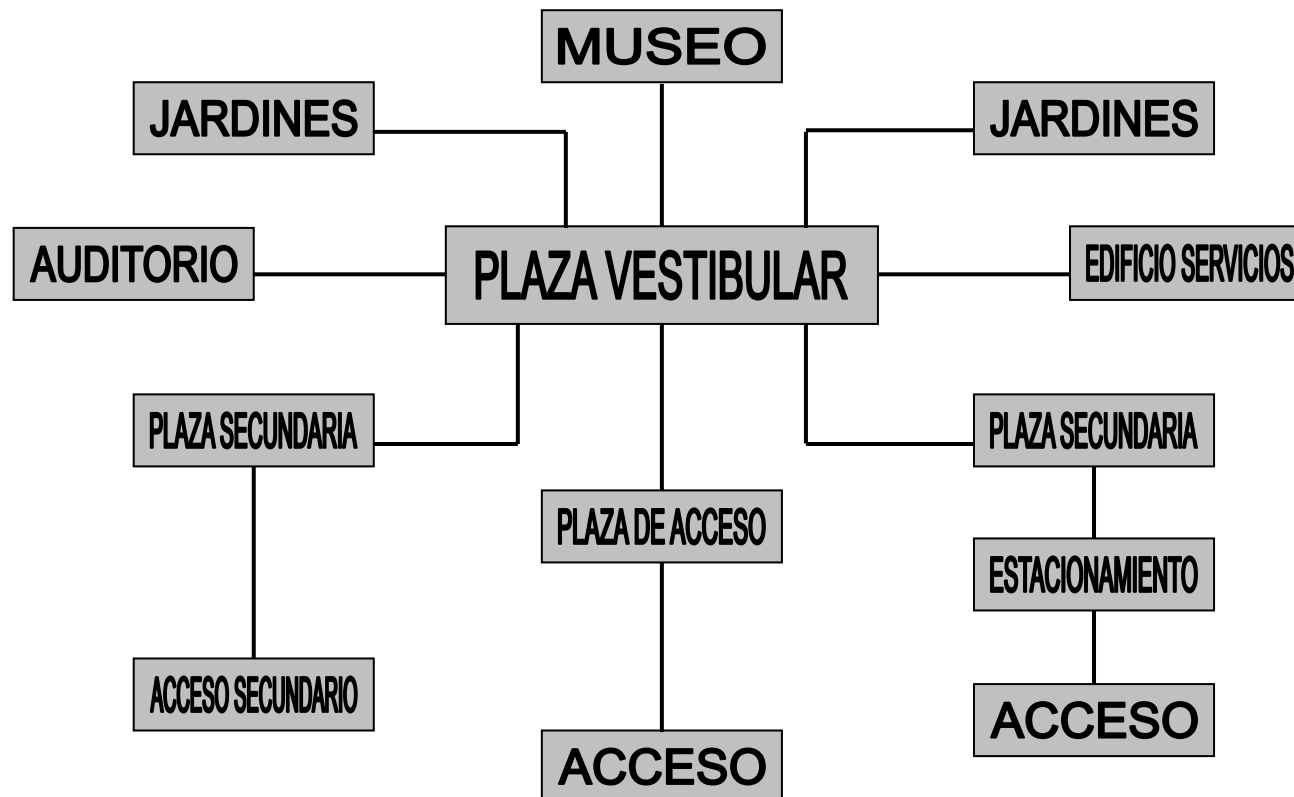 MUSEO
JARDINES
JARDINES
AUDITORIO
PLAZA VESTIBULAR
EDIFICIO SERVICIOS
PLAZA SECUNDARIA
PLAZA SECUNDARIA
PLAZA DE ACCESO
ESTACIONAMIENTO
ACCESO SECUNDARIO
ACCESO
ACCESO